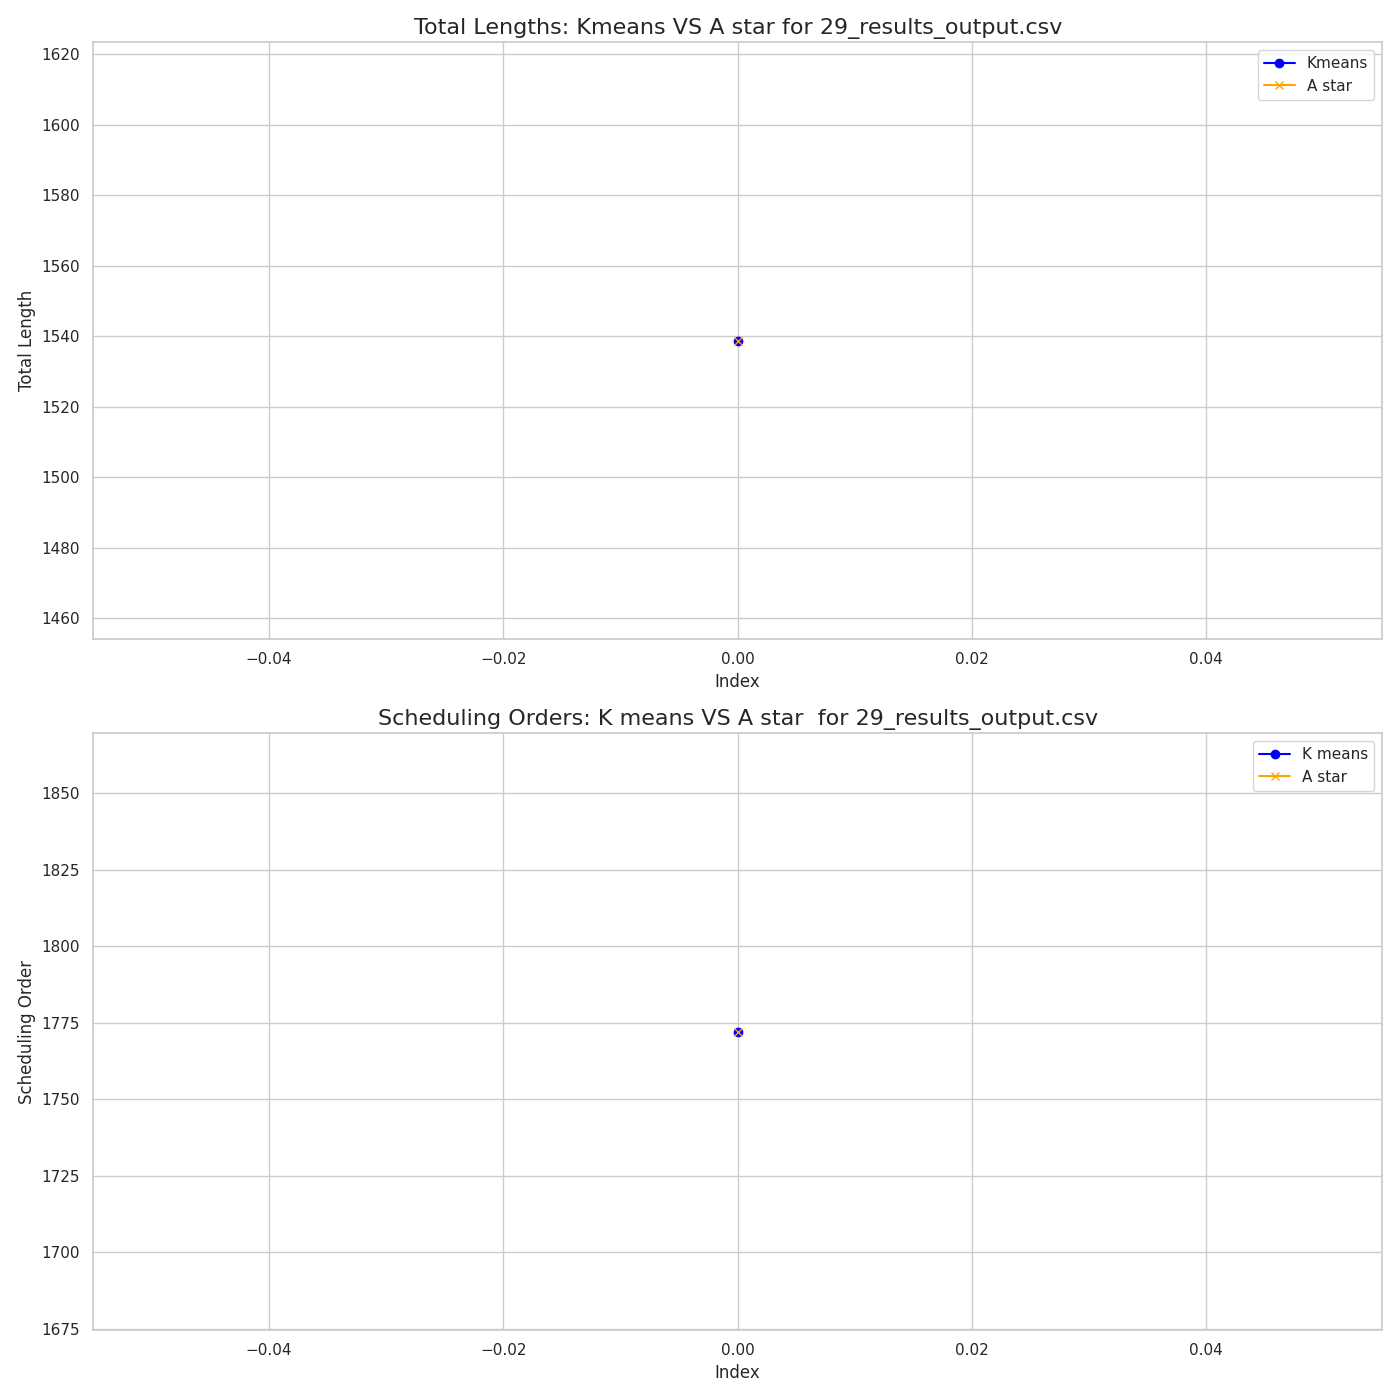 Total Lengths: Kmeans VS A star for 29_results_output.csv
Kmeans
A star
1620
1600
1580
1560
1540
1520
1500
1480
1460
Total Length
−0.04
−0.02
0.00
0.02
0.04
Index
Scheduling Orders: K means VS A star  for 29_results_output.csv
K means
A star
1850
1825
1800
1775
1750
1725
1700
1675
Scheduling Order
−0.04
−0.02
0.00
0.02
0.04
Index